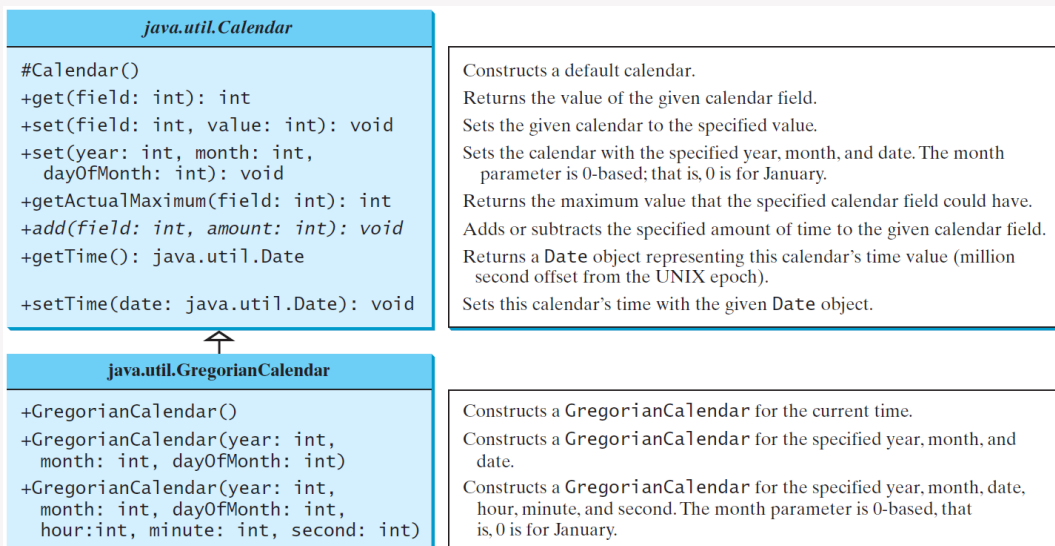 java.util.Calendar
#Calendar()
+get(field: int): int
+set(field: int, value: int): void
+set(year: int, month: int,
dayOfMonth: int): void
+getActualMaximum(field: int): int
+add(field: int, amount: int): void
+getTime(): java.util.Date
+setTime(date: java.util.Date): void
Constructs a default calendar.
Returns the value of the given calendar field.
Sets the given calendar to the specified value.
Sets the calendar with the specified year, month, and date. The month
parameter is 0-based; that is, 0 is for January.
Returns the maximum value that the specified calendar field could have.
Adds or subtracts the specified amount of time to the given calendar field.
Returns a Date object representing this calendar's time value (million
second offset from the UNIX epoch).
Sets this calendar's time with the given Date object.
java.util.GregorianCalendar
+GregorianCalendar()
+GregorianCalendar(year: int,
month: int, dayOfMonth: int)
+GregorianCalendar(year: int,
month: int, dayOfMonth: int,
hour:int, minute: int, second: int)
Constructs a GregorianCalendar for the current time.
Constructs a GregorianCalendar for the specified year, month, and
date.
Constructs a GregorianCalendar for the specified year, month, date,
hour, minute, and second. The month parameter is 0-based, that
is, 0 is for January.